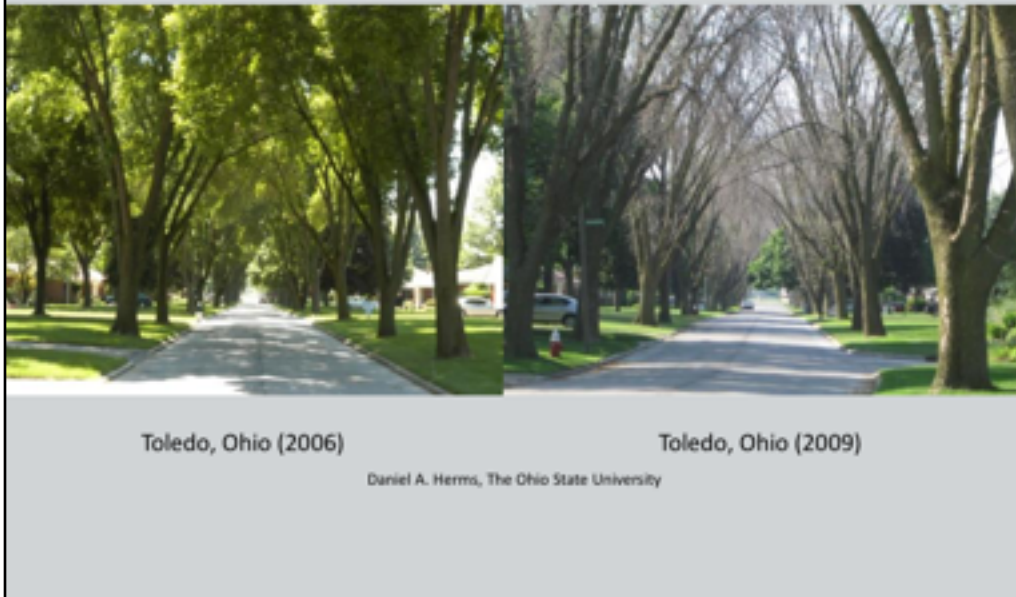 Toledo, Ohio (2006)
Toledo, Ohio (2009)
Daniel A. Herms, The Ohio State University